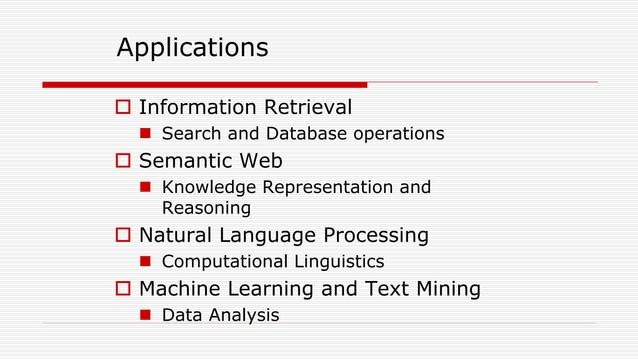 Applications
Information Retrieval
Search and Database operations
Semantic Web
Knowledge Representation and
Reasoning
Natural Language Processing
Computational Linguistics
Machine Learning and Text Mining
Data Analysis